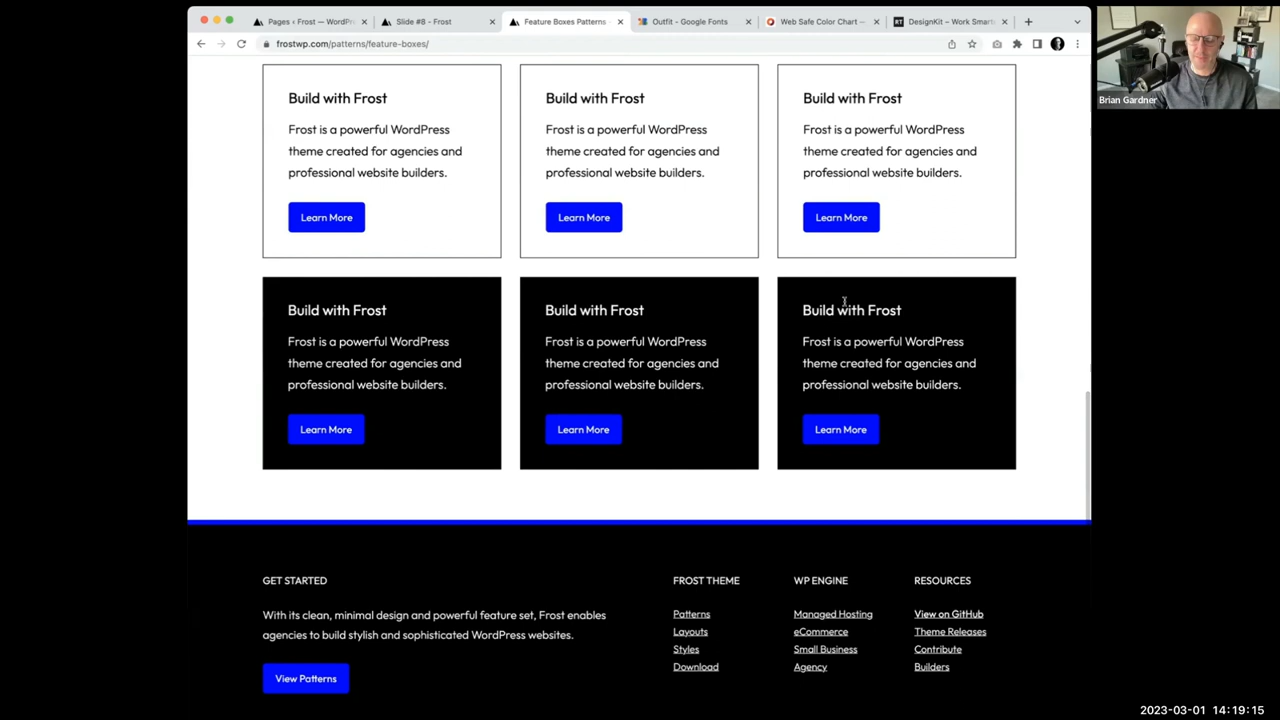 Pages ‹ Frost — WordPr
Slide #8 - Frost
Feature Boxes Patterns -
Outfit - Google Fonts
Web Safe Color Chart —
DesignKit – Work Smart
frostwp.com/patterns/feature-boxes/
Brian Gardner
Build with Frost
Frost is a powerful WordPress
theme created for agencies and
professional website builders.
Learn More
Build with Frost
Frost is a powerful WordPress
theme created for agencies and
professional website builders.
Learn More
Build with Frost
Frost is a powerful WordPress
theme created for agencies and
professional website builders.
Learn More
Build with Frost
Frost is a powerful WordPress
theme created for agencies and
professional website builders.
Learn More
Build with Frost
Frost is a powerful WordPress
theme created for agencies and
professional website builders.
Learn More
Build with Frost
Frost is a powerful WordPress
theme created for agencies and
professional website builders.
Learn More
GET STARTED
With its clean, minimal design and powerful feature set, Frost enables
agencies to build stylish and sophisticated WordPress websites.
View Patterns
FROST THEME
Patterns
Layouts
Styles
Download
WP ENGINE
Managed Hosting
eCommerce
Small Business
Agency
RESOURCES
View on GitHub
Theme Releases
Contribute
Builders
2023-03-01 14:19:15